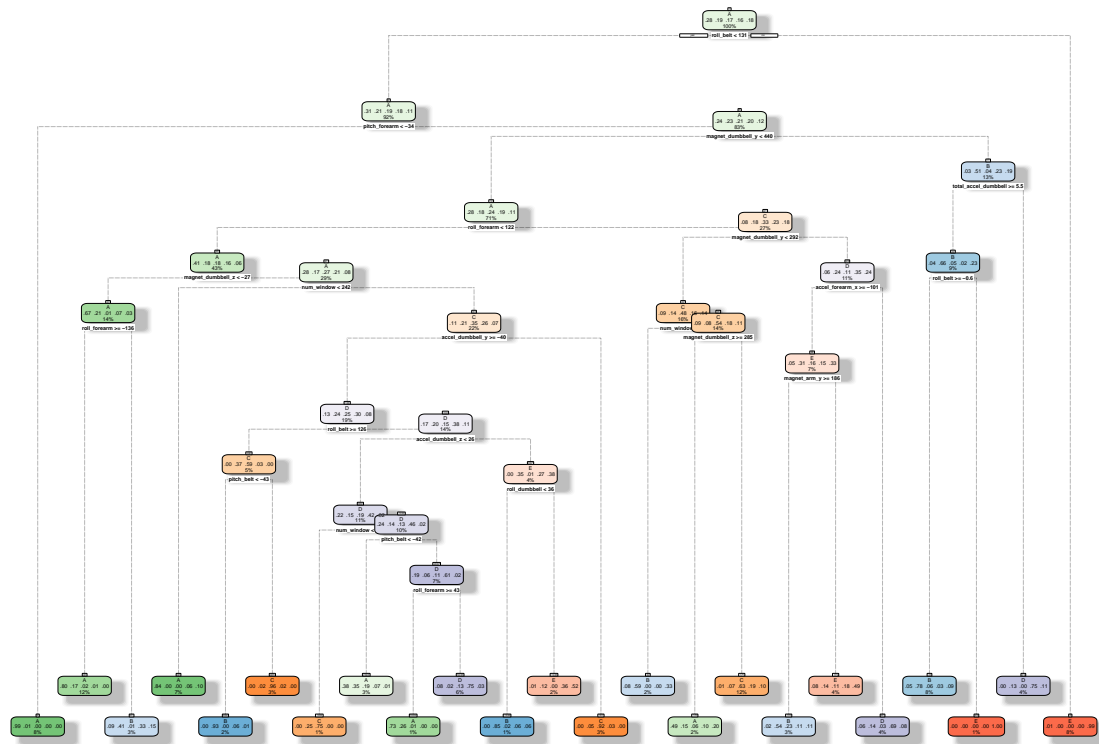 A
.28 .19 .17 .16 .18
100%
roll_belt < 131
A
.31 .21 .19 .18 .11
92%
pitch_forearm < −34
A
.24 .23 .21 .20 .12
83%
magnet_dumbbell_y < 440
B
.03 .51 .04 .23 .19
13%
total_accel_dumbbell >= 5.5
A
.28 .18 .24 .19 .11
71%
roll_forearm < 122
C
.08 .18 .33 .23 .18
27%
magnet_dumbbell_y < 292
A
.41 .18 .18 .16 .06
43%
magnet_dumbbell_z < −27
A
.28 .17 .27 .21 .08
29%
num_window < 242
D
.06 .24 .11 .35 .24
11%
accel_forearm_x >= −101
B
.04 .66 .05 .02 .23
9%
roll_belt >= −0.6
A
.67 .21 .01 .07 .03
14%
roll_forearm >= −136
C
.11 .21 .35 .26 .07
22%
accel_dumbbell_y >= −40
C
.09 .14 .48
16%
num_window
C
.09 .08 .54 .18 .11
14%
magnet_dumbbell_z >= 285
E
.05 .31 .16 .15 .33
7%
magnet_arm_y >= 186
D
.13 .24 .25 .30 .08
19%
roll_belt >= 126
D
.17 .20 .15 .38 .11
14%
accel_dumbbell_z < 26
C
.00 .37 .59 .03 .00
5%
pitch_belt < −43
E
.00 .35 .01 .27 .38
4%
roll_dumbbell < 36
D
.22 .15 .19 .42
11%
num_window <
D
.24 .14 .13 .46 .02
10%
pitch_belt < −42
D
.19 .06 .11 .61 .02
7%
roll_forearm >= 43
A
.80 .17 .02 .01 .00
12%
A
.84 .00 .00 .06 .10
7%
C
.00 .02 .96 .02 .00
3%
A
.38 .35 .19 .07 .01
3%
D
.08 .02 .13 .75 .03
6%
E
.01 .12 .00 .36 .52
2%
B
.08 .59 .00 .00 .33
2%
C
.01 .07 .63 .19 .10
12%
E
.08 .14 .11 .18 .49
4%
B
.05 .78 .06 .03 .08
8%
D
.00 .13 .00 .75 .11
4%
A
.99 .01 .00 .00 .00
8%
B
.09 .41 .01 .33 .15
3%
B
.00 .93 .00 .06 .01
2%
C
.00 .25 .75 .00 .00
1%
A
.73 .26 .01 .00 .00
1%
B
.00 .85 .02 .06 .06
1%
C
.00 .05 .92 .03 .00
3%
A
.49 .15 .06 .10 .20
2%
B
.02 .54 .23 .11 .11
3%
D
.06 .14 .03 .69 .08
4%
E
.00 .00 .00 .00 1.00
1%
E
.01 .00 .00 .00 .99
8%